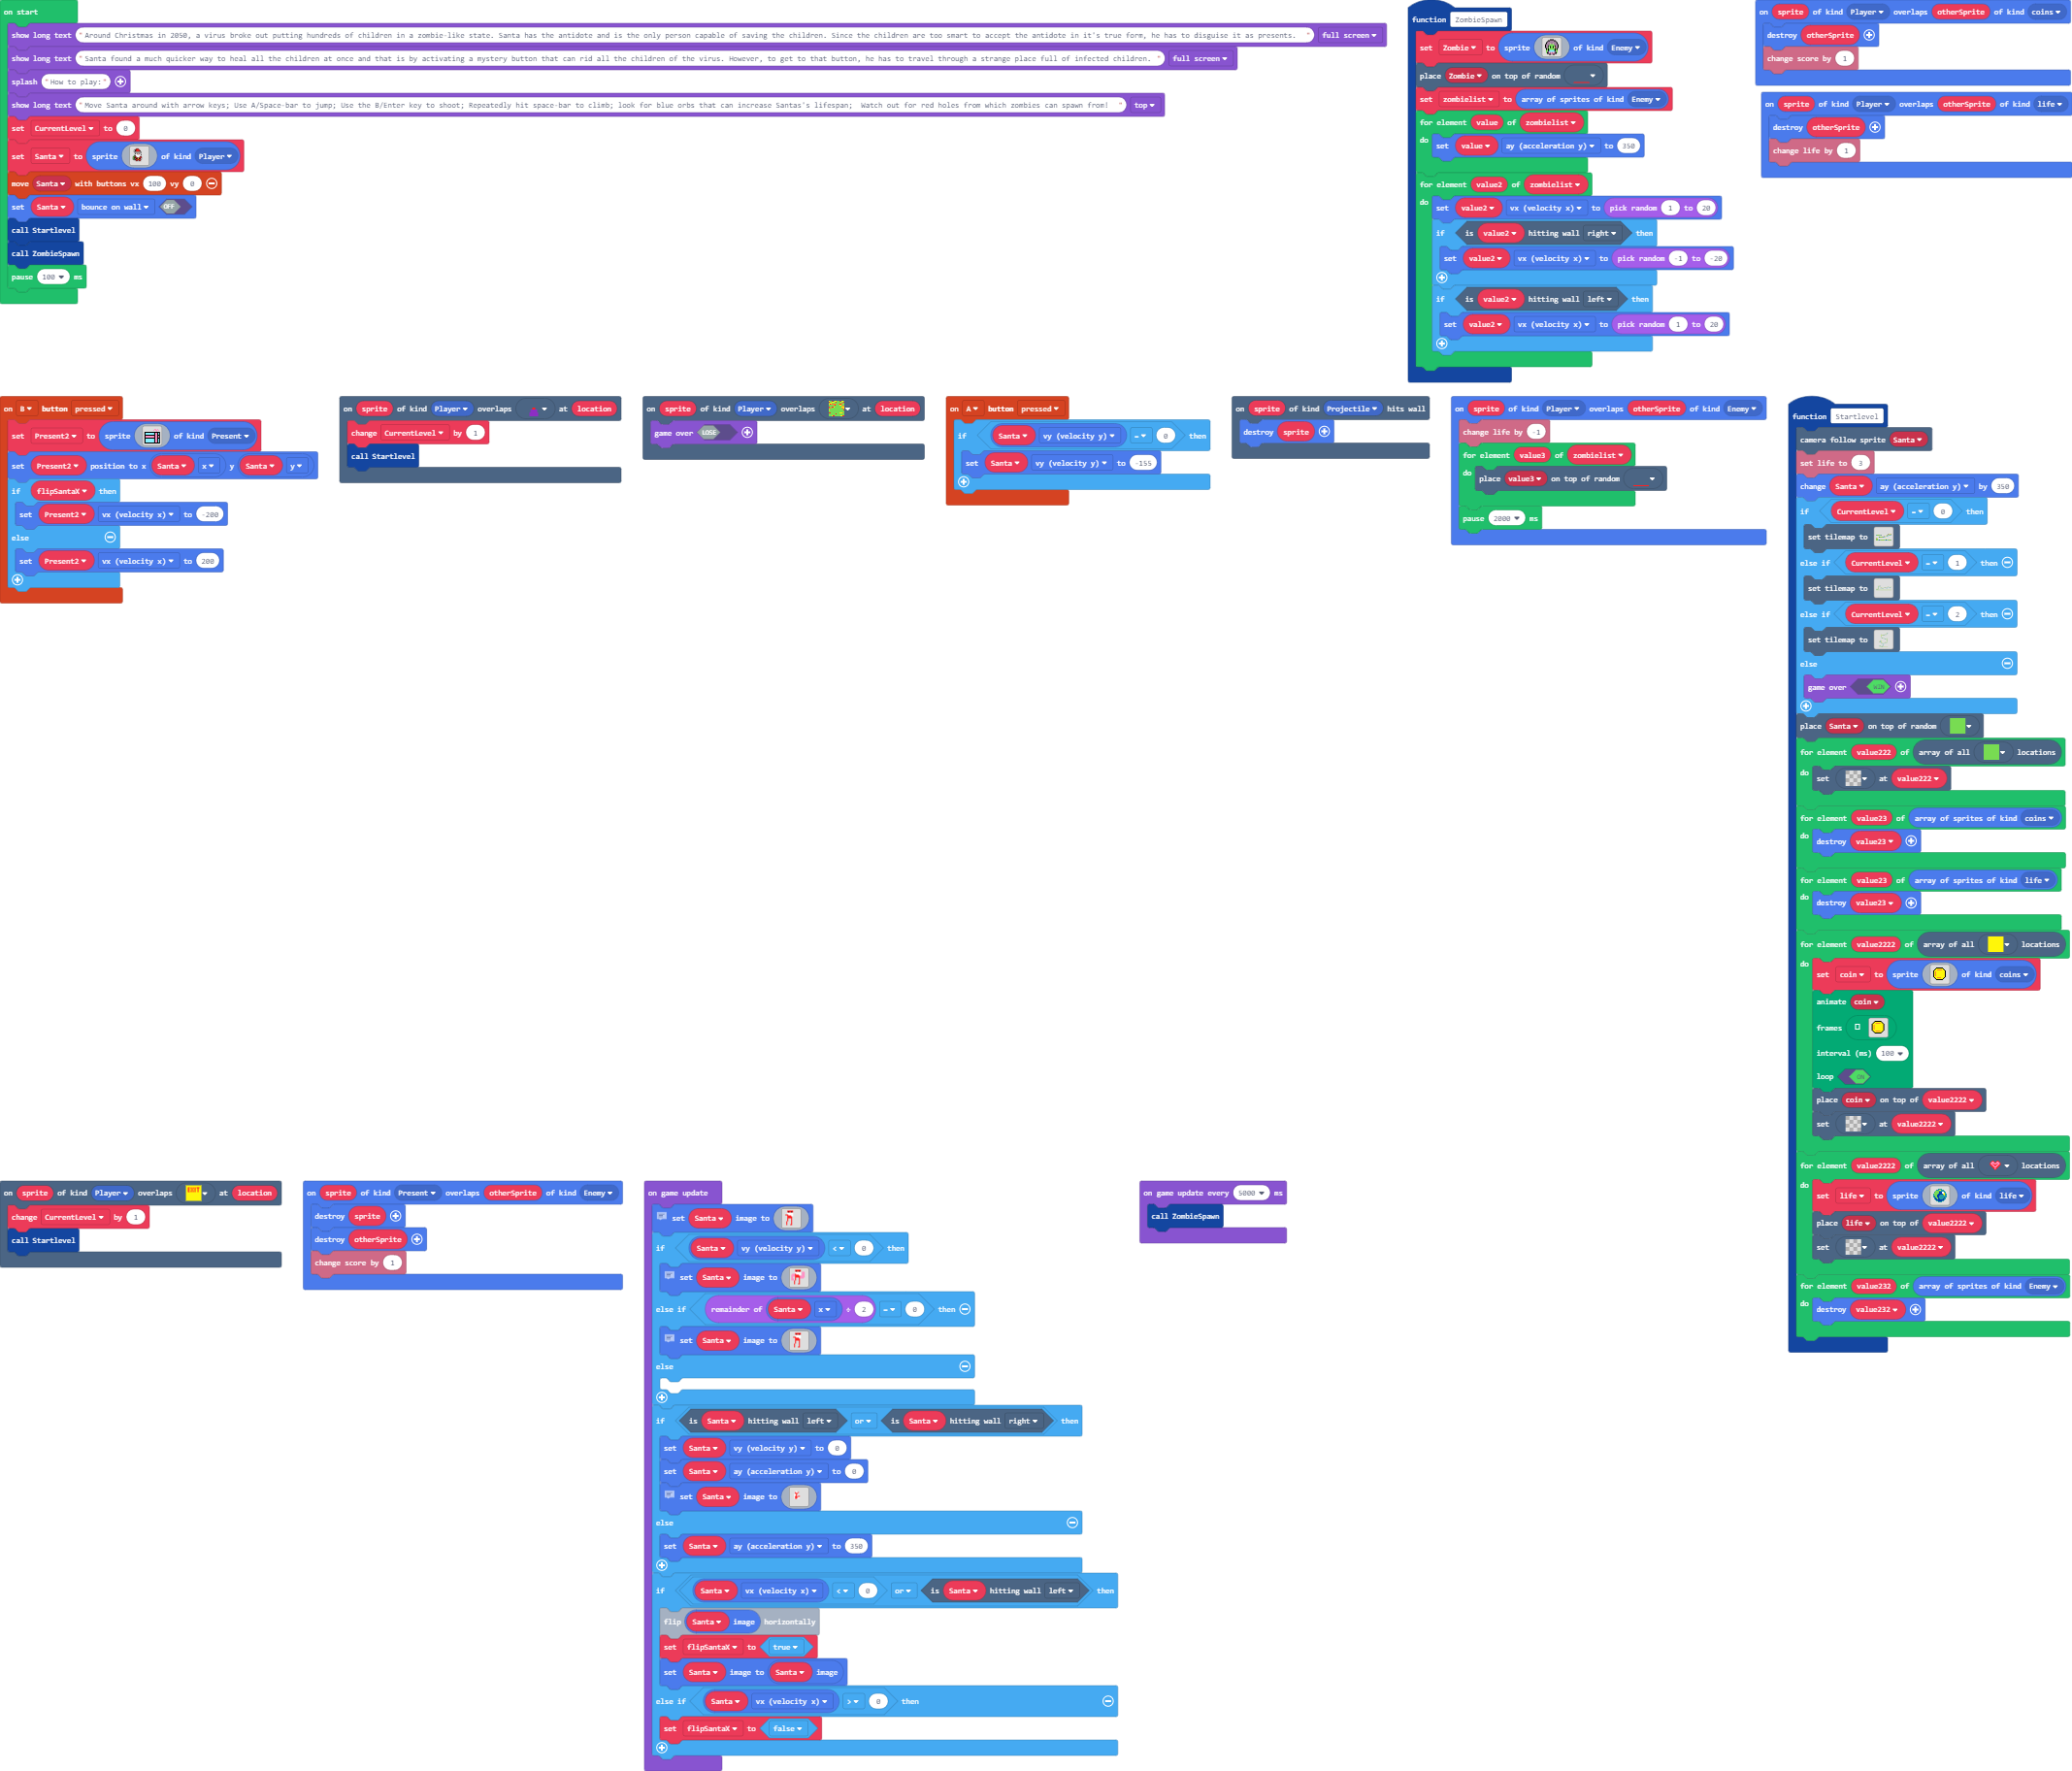 on start
show long text " Around Christmas in 2050, a virus broke out putting hundreds of children in a zombie-like state. Santa has the antidote and is the only person capable of saving the children. Since the children are too smart to accept the antidote in it's true form, he has to disguise it as presents. " full screen
show long text " Santa found a much quicker way to heal all the children at once and that is by activating a mystery button that can rid all the children of the virus. However, to get to that button, he has to travel through a strange place full of infected children. " full screen
splash " How to play: "
show long text " Move Santa around with arrow keys; Use A/Space-bar to jump; Use the B/Enter key to shoot; Repeatedly hit space-bar to climb; look for blue orbs that can increase Santas's lifespan; Watch out for red holes from which zombies can spawn from! " top
set CurrentLevel to 0
set Santa to sprite of kind Player
move Santa with buttons vx 100 vy 0
set Santa bounce on wall OFF
call Startlevel
call ZombieSpawn
pause 100 ms
function ZombieSpawn
set Zombie to sprite of kind Enemy
place Zombie on top of random
set zombielist to array of sprites of kind Enemy
for element value of zombielist
do set value ay (acceleration y) to 350
for element value2 of zombielist
do set value2 vx (velocity x) to pick random 1 to 20
if is value2 hitting wall right then
set value2 vx (velocity x) to pick random -1 to -20
if is value2 hitting wall left then
set value2 vx (velocity x) to pick random 1 to 20
on sprite of kind Player overlaps otherSprite of kind coins
destroy otherSprite
change score by 1
on sprite of kind Player overlaps otherSprite of kind life
destroy otherSprite
change life by 1
on B button pressed
set Present2 to sprite of kind Present
set Present2 position to x Santa x y Santa y
if flipSantaX then
set Present2 vx (velocity x) to -200
else
set Present2 vx (velocity x) to 200
on sprite of kind Player overlaps at location
change CurrentLevel by 1
call Startlevel
on sprite of kind Player overlaps at location
game over LOSE
on A button pressed
if Santa vy (velocity y) = 0 then
set Santa vy (velocity y) to -155
on sprite of kind Projectile hits wall
destroy sprite
on sprite of kind Player overlaps otherSprite of kind Enemy
change life by -1
for element value3 of zombielist
do place value3 on top of random
pause 2000 ms
function Startlevel
camera follow sprite Santa
set life to 3
change Santa ay (acceleration y) by 350
if CurrentLevel = 0 then
set tilemap to
else if CurrentLevel = 1 then
set tilemap to
else if CurrentLevel = 2 then
set tilemap to
else
game over WIN
place Santa on top of random
for element value222 of array of all locations
do set at value222
for element value23 of array of sprites of kind coins
do destroy value23
for element value23 of array of sprites of kind life
do destroy value23
for element value2222 of array of all locations
do set coin to sprite of kind coins
animate coin
frames
interval (ms) 100
loop ON
place coin on top of value2222
set at value2222
for element value2222 of array of all locations
do set life to sprite of kind life
place life on top of value2222
set at value2222
for element value232 of array of sprites of kind Enemy
do destroy value232
on sprite of kind Player overlaps EXIT at location
change CurrentLevel by 1
call Startlevel
on sprite of kind Present overlaps otherSprite of kind Enemy
destroy sprite
destroy otherSprite
change score by 1
on game update
set Santa image to
if Santa vy (velocity y) < 0 then
set Santa image to
else if remainder of Santa x ÷ 2 = 0 then
set Santa image to
else
if is Santa hitting wall left or is Santa hitting wall right then
set Santa vy (velocity y) to 0
set Santa ay (acceleration y) to 0
set Santa image to
else
set Santa ay (acceleration y) to 350
if Santa vx (velocity x) < 0 or is Santa hitting wall left then
flip Santa image horizontally
set flipSantaX to true
set Santa image to Santa image
else if Santa vx (velocity x) > 0 then
set flipSantaX to false
on game update every 5000 ms
call ZombieSpawn